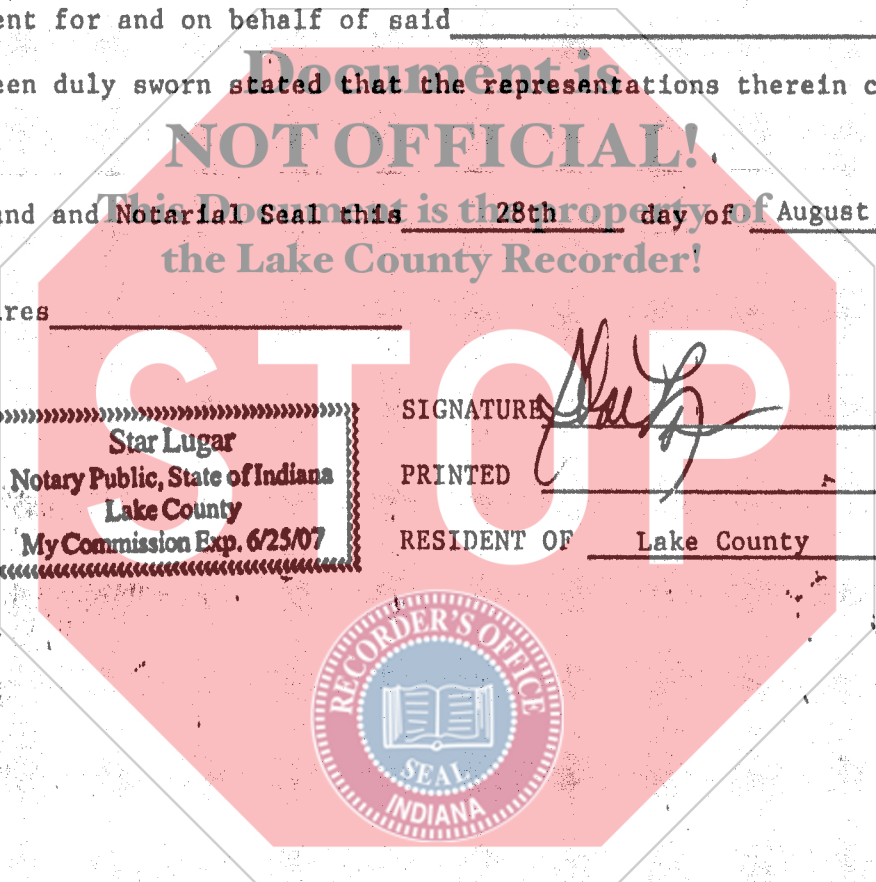 ent for and on behalf of said
Document is
een duly sworn stated that the representations therein c
NOT OFFICIAL!
This Document is the property of
and and Notarial Seal this 28th day of August
the Lake County Recorder!
res
STOP
SIGNATURE
Star Lugar
Notary Public, State of Indiana
PRINTED
Lake County
My Commission Exp. 6/25/07
RESIDENT OF Lake County
RECORDER'S OFFICE
SEAL
INDIANA